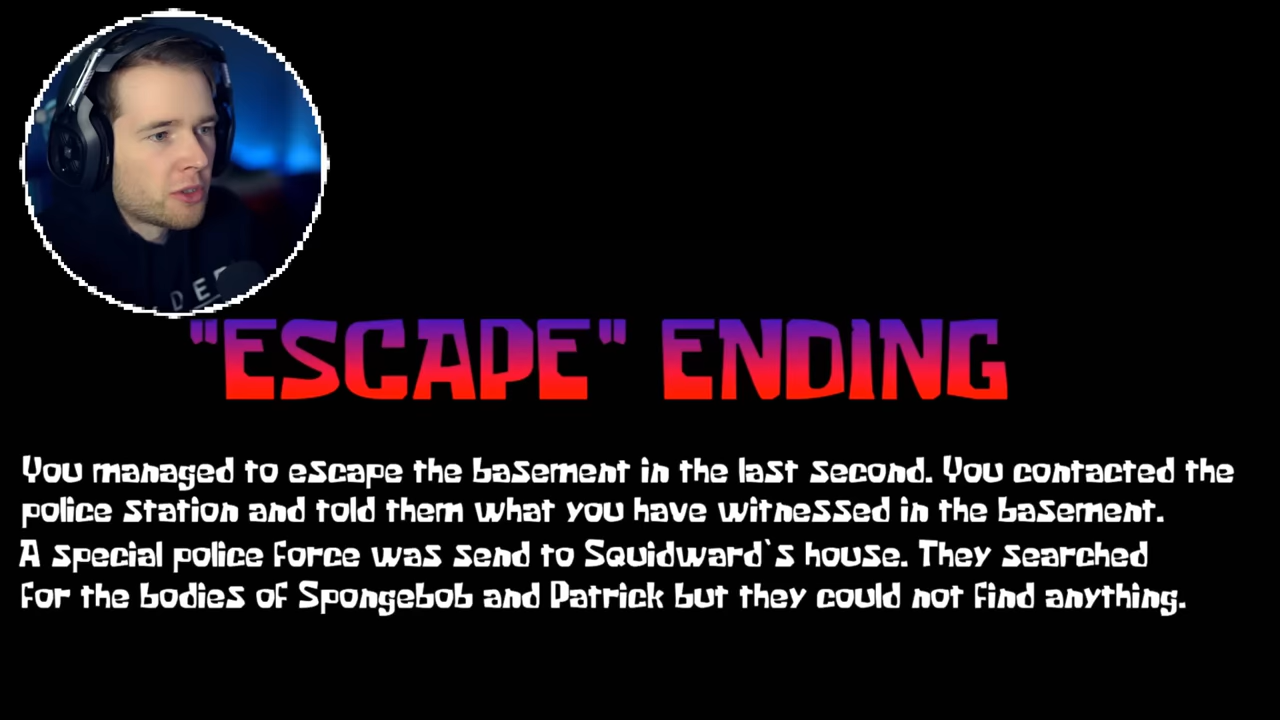 DEF
"ESCAPE" ENDING
You managed to escape the basement in the last second. You contacted the
police station and told them what you have witnessed in the basement.
A special police force was send to Squidward`s house. They searched
for the bodies of Spongebob and Patrick but they could not find anything.